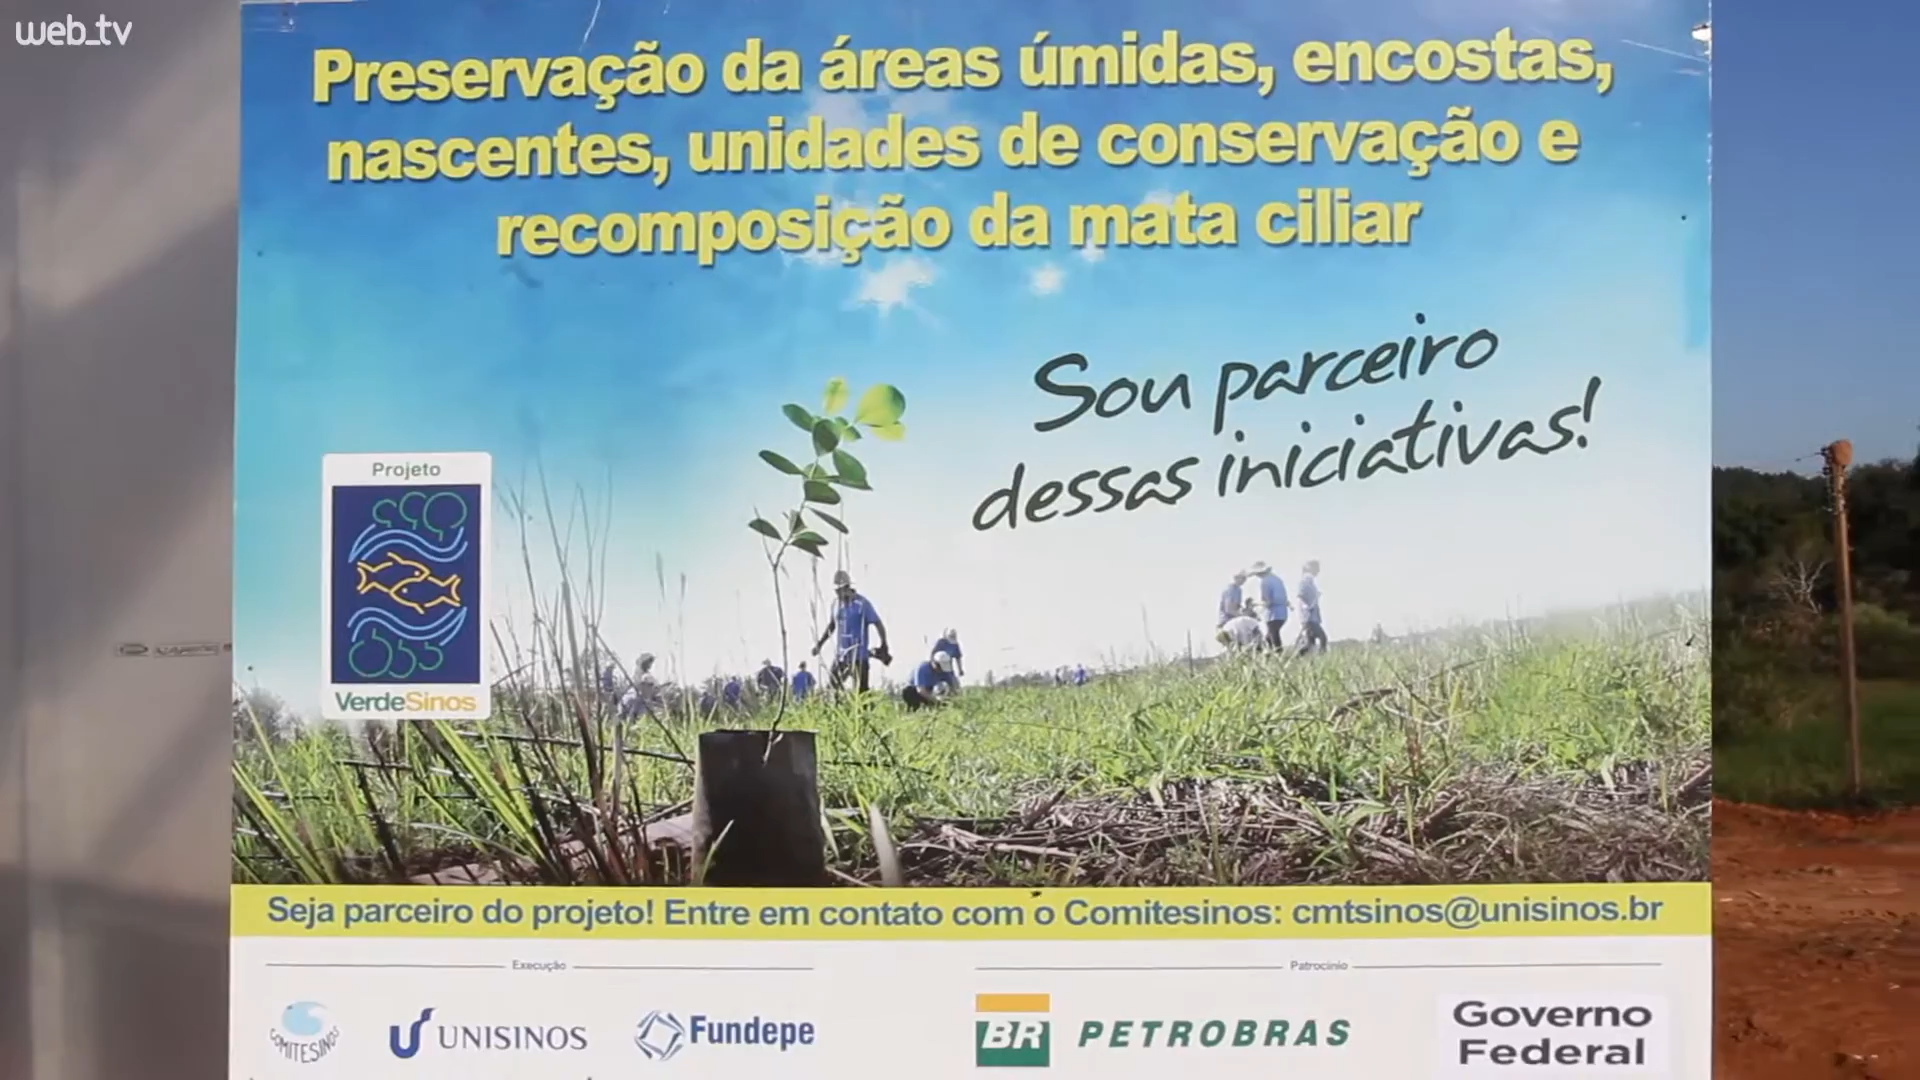 web_tv
Preservação da áreas úmidas, encostas,
nascentes, unidades de conservação e
recomposição da mata ciliar
Sou parceiro
dessas iniciativas!
Projeto
VerdeSinos
Seja parceiro do projeto! Entre em contato com o Comitesinos: cmtsinos@unisinos.br
Execução
Patrocínio
COMITESINOS
UNISINOS
Fundepe
BR
PETROBRAS
Governo
Federal